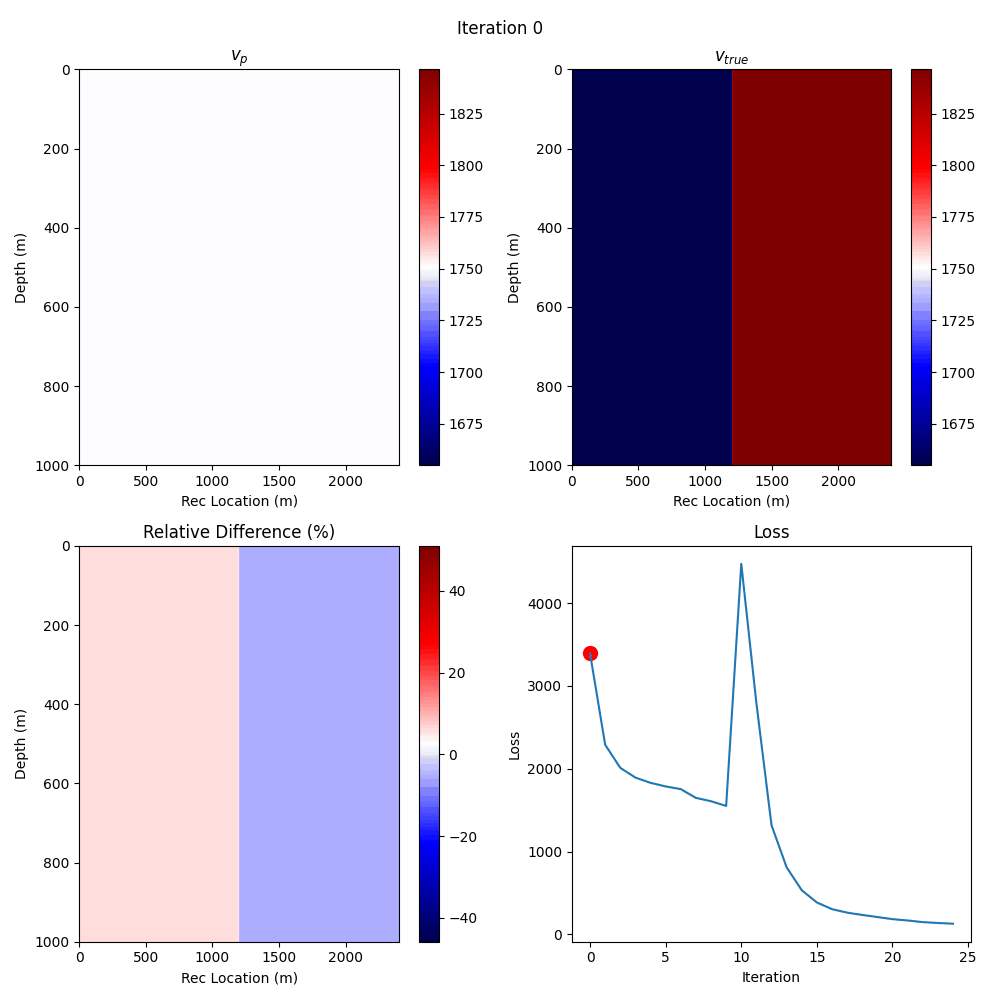 Iteration 0
v_p
0
200
400
600
800
1000
Depth (m)
0 500 1000 1500 2000
Rec Location (m)
1825
1800
1775
1750
1725
1700
1675
v_true
0
200
400
600
800
1000
Depth (m)
0 500 1000 1500 2000
Rec Location (m)
1825
1800
1775
1750
1725
1700
1675
Relative Difference (%)
0
200
400
600
800
1000
Depth (m)
0 500 1000 1500 2000
Rec Location (m)
40
20
0
−20
−40
Loss
4000
3000
2000
1000
0
Loss
0 5 10 15 20 25
Iteration